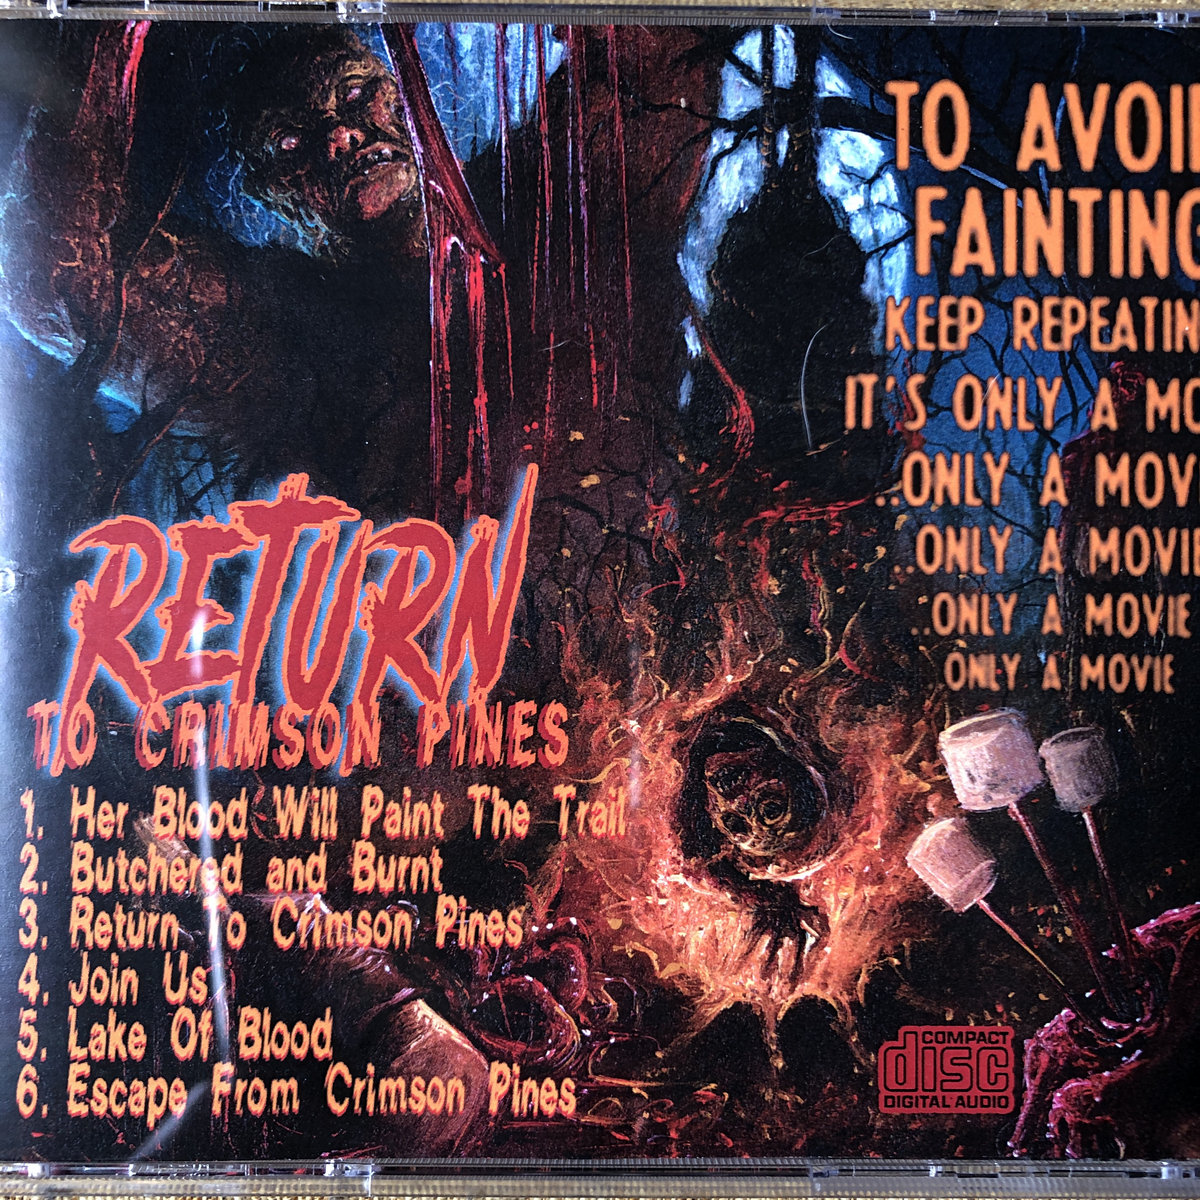 TO AVOI
FAINTING
KEEP REPEATIN
IT'S ONLY A MO
..ONLY A MOVI
..ONLY A MOVIE
..ONLY A MOVIE
ONLY A MOVIE
RETURN
TO CRIMSON PINES
1. Her Blood Will Paint The Trail
2. Butchered and Burnt
3. Return To Crimson Pines
4. Join Us
5. Lake Of Blood
6. Escape From Crimson Pines
COMPACT
disc
DIGITAL AUDIO